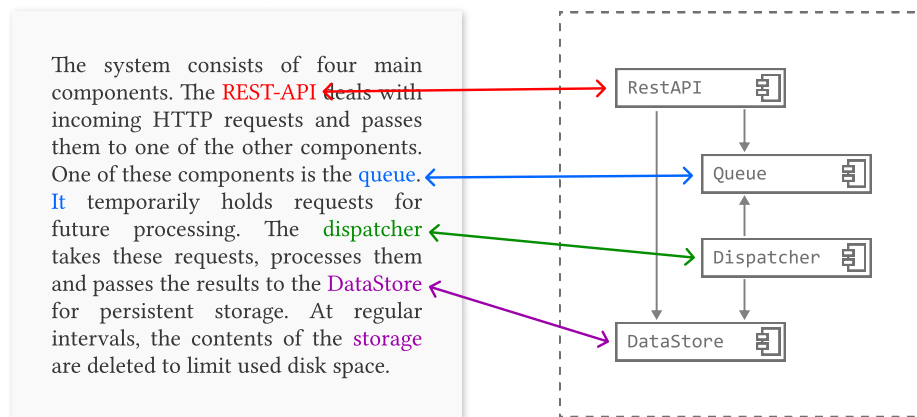 The system consists of four main
components. The REST-API deals with
incoming HTTP requests and passes
them to one of the other components.
One of these components is the queue.
It temporarily holds requests for
future processing. The dispatcher
takes these requests, processes them
and passes the results to the DataStore
for persistent storage. At regular
intervals, the contents of the storage
are deleted to limit used disk space.
RestAPI
Queue
Dispatcher
DataStore